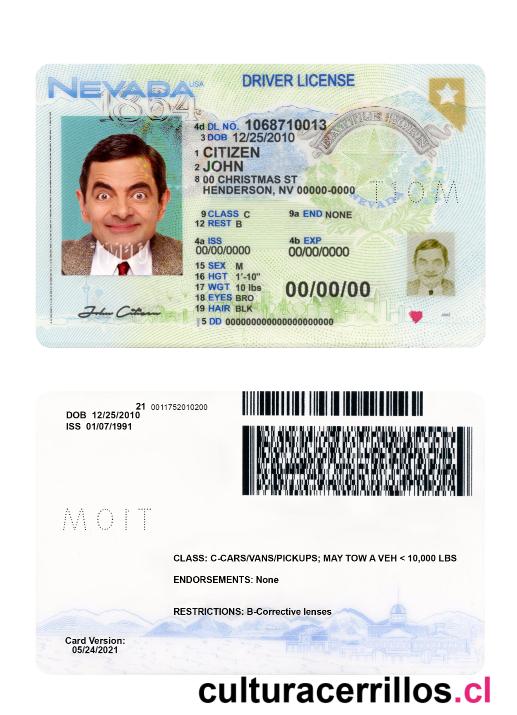 NEVADA USA DRIVER LICENSE
1864
4d DL NO. 1068710013
3 DOB 12/25/2010
BATTLE BORN
1 CITIZEN
2 JOHN
8 00 CHRISTMAS ST
HENDERSON, NV 00000-0000
TIOM
NEVADA
9 CLASS C 9a END NONE
12 REST B
4a ISS 4b EXP
00/00/0000 00/00/0000
15 SEX M
16 HGT 1'-10"
17 WGT 10 lbs
00/00/00
18 EYES BRO
19 HAIR BLK
John Citizen
5 DD 000000000000000000000
21 0011752010200
DOB 12/25/2010
ISS 01/07/1991
MOIT
CLASS: C-CARS/VANS/PICKUPS; MAY TOW A VEH < 10,000 LBS
ENDORSEMENTS: None
RESTRICTIONS: B-Corrective lenses
Card Version:
05/24/2021
culturacerrillos.cl